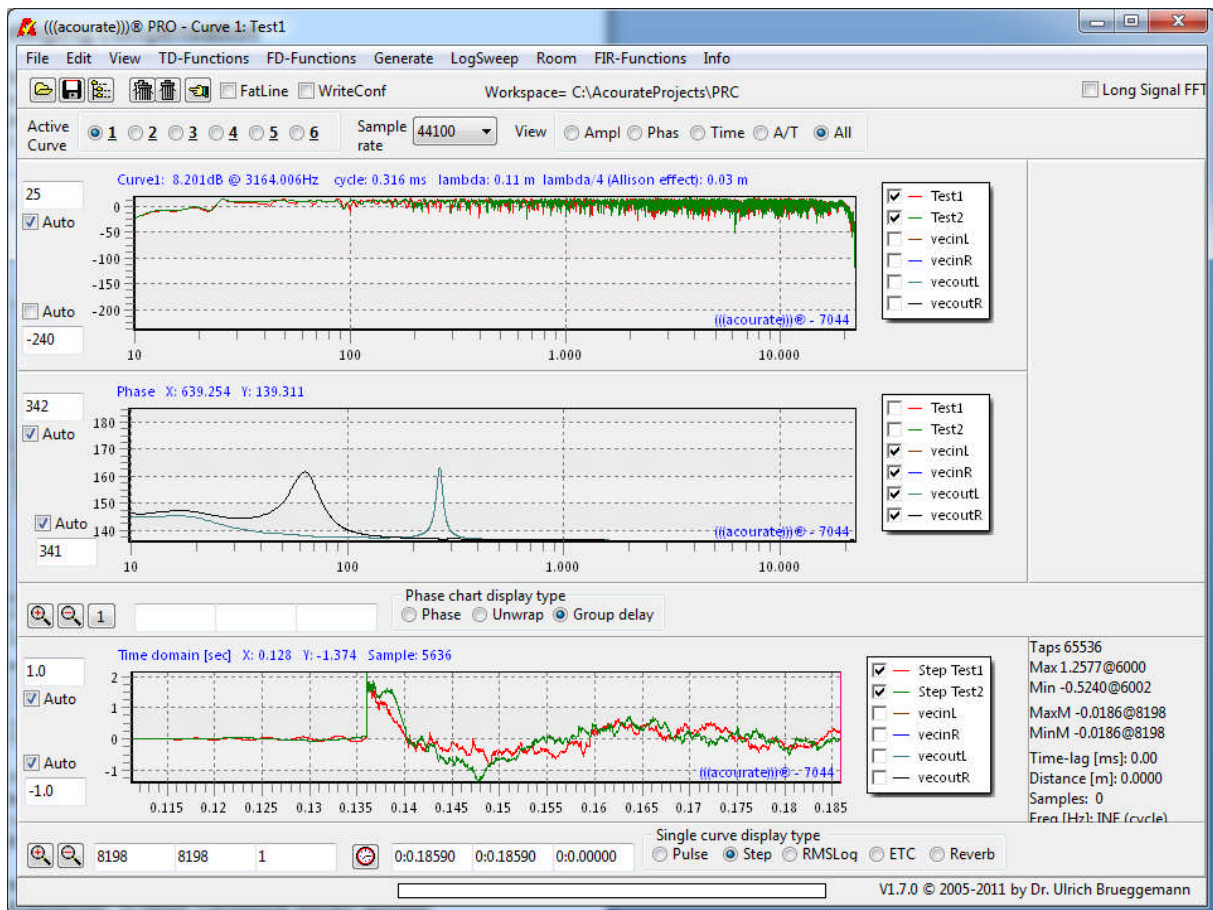 (((acourate)))® PRO - Curve 1: Test1
File Edit View TD-Functions FD-Functions Generate LogSweep Room FIR-Functions Info
FatLine WriteConf Workspace= C:\AcourateProjects\PRC Long Signal FFT
Active Curve 1 2 3 4 5 6 Sample rate 44100 View Ampl Phas Time A/T All
Curve1: 8.201dB @ 3164.006Hz cycle: 0.316 ms lambda: 0.11 m lambda/4 (Allison effect): 0.03 m
25
Auto
Auto
-240
0
-50
-100
-150
-200
(((acourate)))® - 7044
10 100 1.000 10.000
Test1
Test2
vecinL
vecinR
vecoutL
vecoutR
Phase X: 639.254 Y: 139.311
342
Auto
Auto
341
180
170
160
150
140
(((acourate)))® - 7044
10 100 1.000 10.000
Test1
Test2
vecinL
vecinR
vecoutL
vecoutR
1
Phase chart display type
Phase Unwrap Group delay
Time domain [sec] X: 0.128 Y: -1.374 Sample: 5636
1.0
Auto
Auto
-1.0
2
1
0
-1
(((acourate)))® - 7044
0.115 0.12 0.125 0.13 0.135 0.14 0.145 0.15 0.155 0.16 0.165 0.17 0.175 0.18 0.185
Step Test1
Step Test2
vecinL
vecinR
vecoutL
vecoutR
Taps 65536
Max 1.2577@6000
Min -0.5240@6002
MaxM -0.0186@8198
MinM -0.0186@8198
Time-lag [ms]: 0.00
Distance [m]: 0.0000
Samples: 0
Freq [Hz]: INF (cycle)
8198 8198 1 0:0.18590 0:0.18590 0:0.00000
Single curve display type
Pulse Step RMSLog ETC Reverb
V1.7.0 © 2005-2011 by Dr. Ulrich Brueggemann